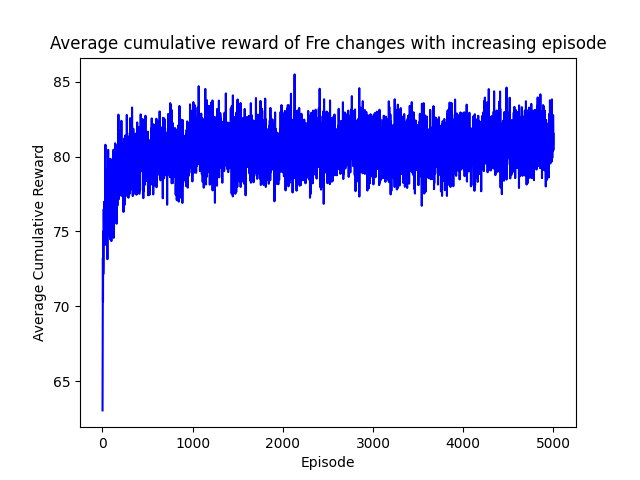 Average cumulative reward of Fre changes with increasing episode
85
80
75
70
65
Average Cumulative Reward
0 1000 2000 3000 4000 5000
Episode